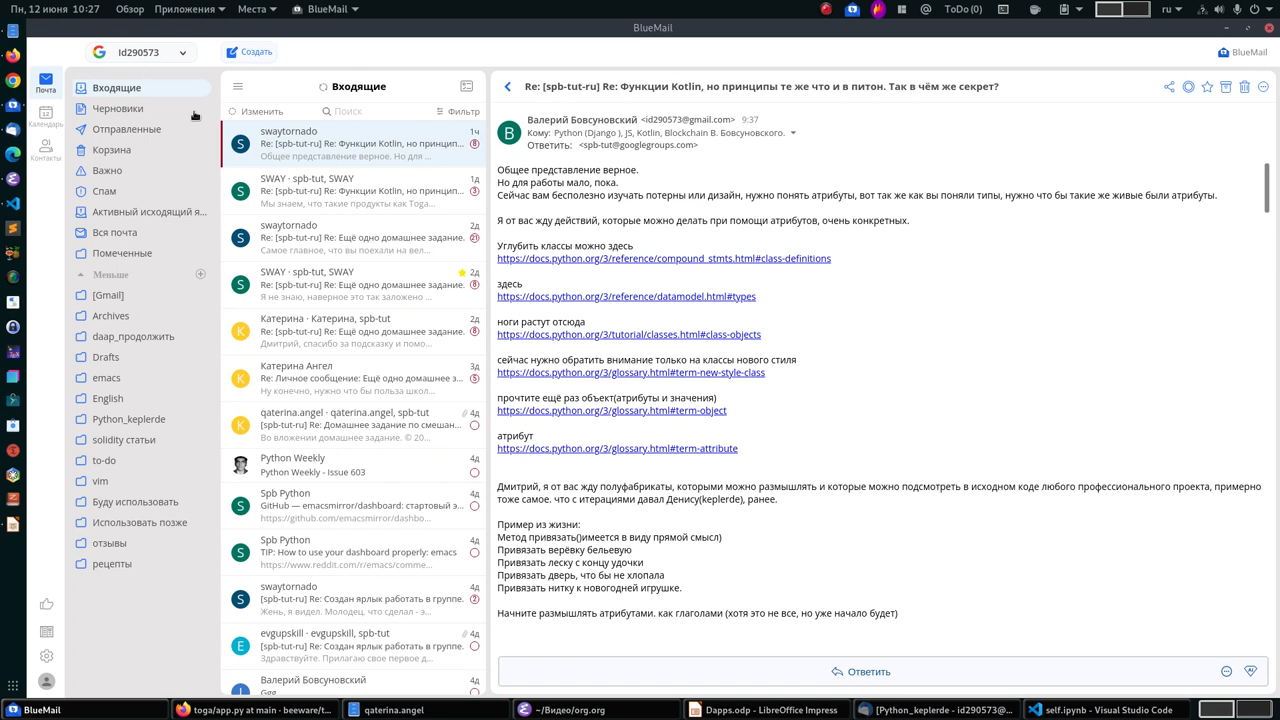 Пн, 12 июня 10:27
Обзор
Приложения
Места
BlueMail
ToDo(0)
ru
BlueMail
Id290573
Создать
BlueMail
Почта
12
Календарь
Контакты
Входящие
Черновики
Отправленные
Корзина
Важно
Спам
Активный исходящий я...
Вся почта
Помеченные
Меньше
[Gmail]
Archives
daap_продолжить
Drafts
emacs
English
Python_keplerde
solidity статьи
to-do
vim
Буду использовать
Использовать позже
отзывы
рецепты
Входящие
Изменить
Поиск
Фильтр
S
swaytornado
1ч
Re: [spb-tut-ru] Re: Функции Kotlin, но принцип...
8
Общее представление верное. Но для ...
S
SWAY · spb-tut, SWAY
1д
Re: [spb-tut-ru] Re: Функции Kotlin, но принцип...
3
Мы знаем, что такие продукты как Toga...
S
swaytornado
2д
Re: [spb-tut-ru] Re: Ещё одно домашнее задание.
Самое главное, что вы поехали на вел...
S
SWAY · spb-tut, SWAY
2д
Re: [spb-tut-ru] Re: Ещё одно домашнее задание.
8
Я не знаю, наверное это так заложено ...
K
Катерина · Катерина, spb-tut
2д
Re: [spb-tut-ru] Re: Ещё одно домашнее задание.
8
Дмитрий, спасибо за подсказку и помо...
K
Катерина Ангел
3д
Re: Личное сообщение: Ещё одно домашнее з...
5
Ну конечно, нужно что бы польза школ...
K
qaterina.angel · qaterina.angel, spb-tut
4д
[spb-tut-ru] Re: Домашнее задание по смешан...
Во вложении домашнее задание. © 20...
Python Weekly
4д
Python Weekly - Issue 603
S
Spb Python
4д
GitHub — emacsmirror/dashboard: стартовый э...
https://github.com/emacsmirror/dashbo...
S
Spb Python
4д
TIP: How to use your dashboard properly: emacs
https://www.reddit.com/r/emacs/comme...
S
swaytornado
4д
[spb-tut-ru] Re: Создан ярлык работать в группе.
2
Жень, я видел. Молодец. что сделал - э...
E
evgupskill · evgupskill, spb-tut
4д
[spb-tut-ru] Re: Создан ярлык работать в группе.
Здравствуйте. Прилагаю свое первое д...
Валерий Бовсуновский
4д
Ggg
Re: [spb-tut-ru] Re: Функции Kotlin, но принципы те же что и в питон. Так в чём же секрет?
B
Валерий Бовсуновский <id290573@gmail.com> 9:37
Кому: Python (Django ), JS, Kotlin, Blockchain В. Бовсуновского.
Ответить: <spb-tut@googlegroups.com>
Общее представление верное.
Но для работы мало, пока.
Сейчас вам бесполезно изучать потерны или дизайн, нужно понять атрибуты, вот так же как вы поняли типы, нужно что бы такие же живые были атрибуты.
Я от вас жду действий, которые можно делать при помощи атрибутов, очень конкретных.
Углубить классы можно здесь
https://docs.python.org/3/reference/compound_stmts.html#class-definitions
здесь
https://docs.python.org/3/reference/datamodel.html#types
ноги растут отсюда
https://docs.python.org/3/tutorial/classes.html#class-objects
сейчас нужно обратить внимание только на классы нового стиля
https://docs.python.org/3/glossary.html#term-new-style-class
прочтите ещё раз объект(атрибуты и значения)
https://docs.python.org/3/glossary.html#term-object
атрибут
https://docs.python.org/3/glossary.html#term-attribute
Дмитрий, я от вас жду полуфабрикаты, которыми можно размышлять и которые можно подсмотреть в исходном коде любого профессионального проекта, примерно
тоже самое. что с итерациями давал Денису(keplerde), ранее.
Пример из жизни:
Метод привязать()имеется в виду прямой смысл)
Привязать верёвку бельевую
Привязать леску с концу удочки
Привязать дверь, что бы не хлопала
Привязать нитку к новогодней игрушке.
Начните размышлять атрибутами. как глаголами (хотя это не все, но уже начало будет)
Ответить
BlueMail
toga/app.py at main · beeware/t...
qaterina.angel
~/Видео/org.org
Dapps.odp — LibreOffice Impress
[Python_keplerde - id290573@...
self.ipynb - Visual Studio Code